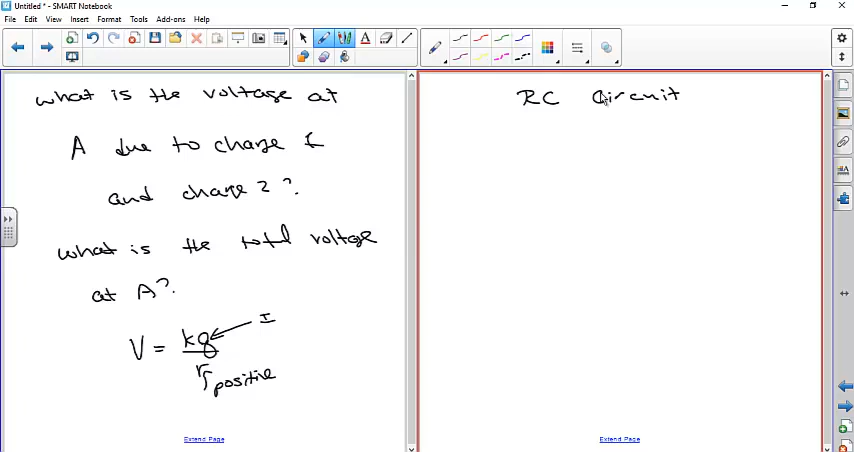 Untitled * - SMART Notebook
File Edit View Insert Format Tools Add-ons Help
what is the voltage at
A due to charge 1
and charge 2?
what is the total voltage
at A?
V = kq
r
positive
Extend Page
RC Circuit
Extend Page